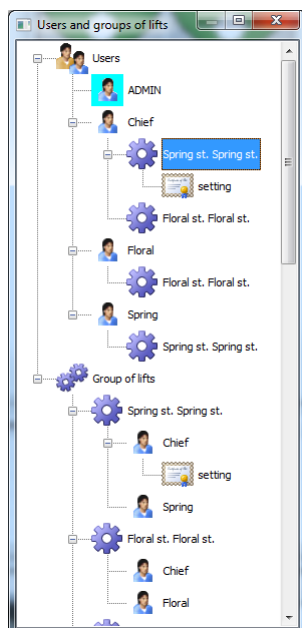 Users and groups of lifts
Users
ADMIN
Chief
Spring st. Spring st.
setting
Floral st. Floral st.
Floral
Floral st. Floral st.
Spring
Spring st. Spring st.
Group of lifts
Spring st. Spring st.
Chief
setting
Spring
Floral st. Floral st.
Chief
Floral